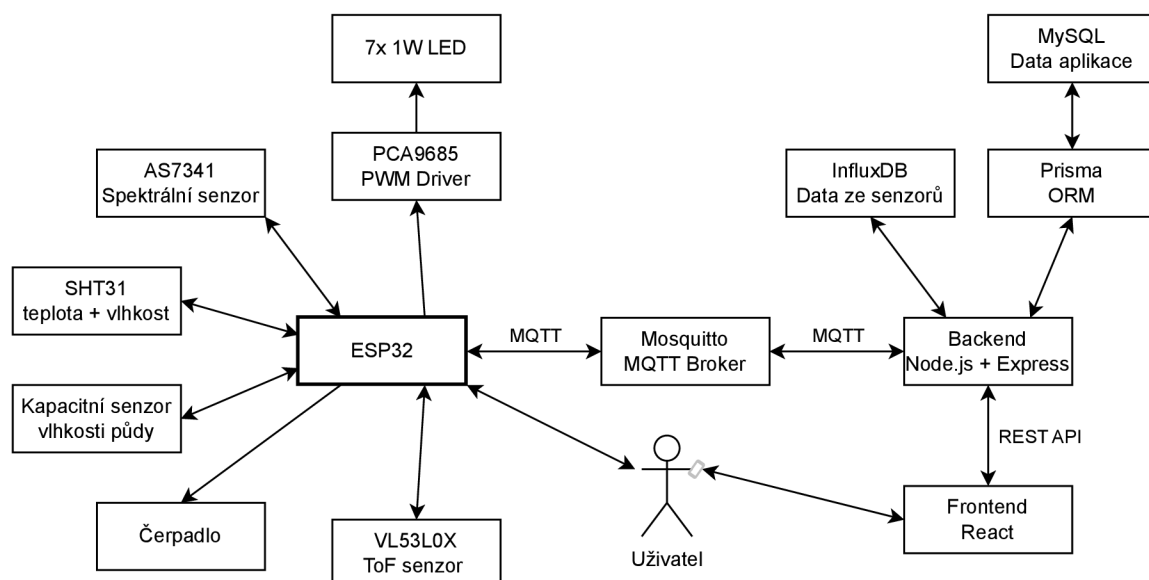 7x 1W LED
MySQL
Data aplikace
AS7341
Spektrální senzor
PCA9685
PWM Driver
InfluxDB
Data ze senzorů
Prisma
ORM
SHT31
teplota + vlhkost
ESP32
MQTT
Mosquitto
MQTT Broker
MQTT
Backend
Node.js + Express
Kapacitní senzor
vlhkosti půdy
REST API
Čerpadlo
VL53L0X
ToF senzor
Uživatel
Frontend
React